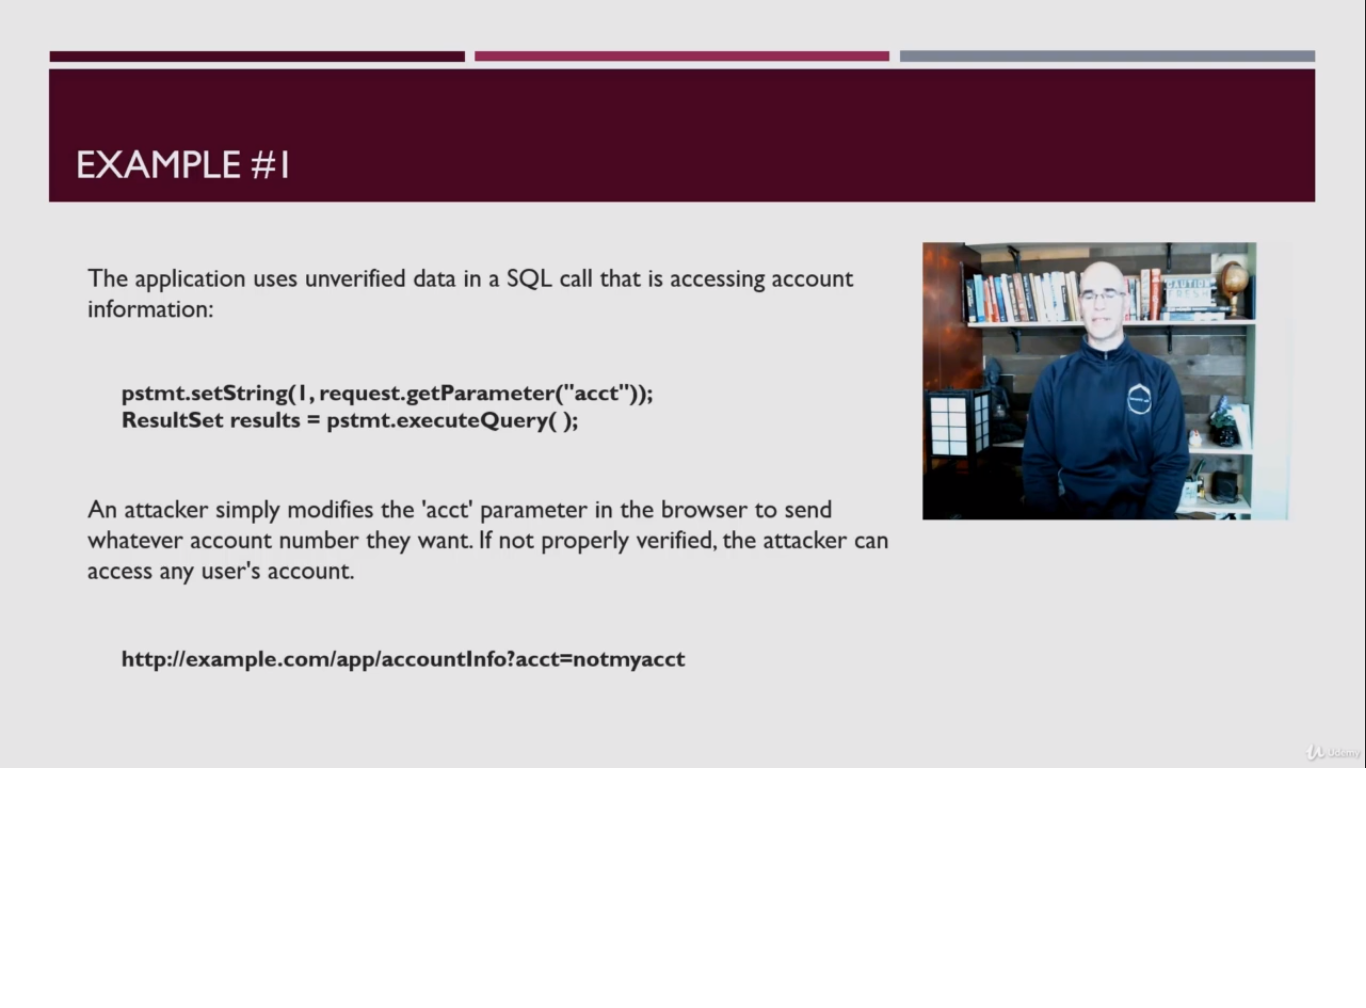 EXAMPLE #1
The application uses unverified data in a SQL call that is accessing account
information:
pstmt.setString(1, request.getParameter("acct"));
ResultSet results = pstmt.executeQuery( );
CAUTION
FRESH
An attacker simply modifies the 'acct' parameter in the browser to send
whatever account number they want. If not properly verified, the attacker can
access any user's account.
http://example.com/app/accountInfo?acct=notmyacct
Udemy